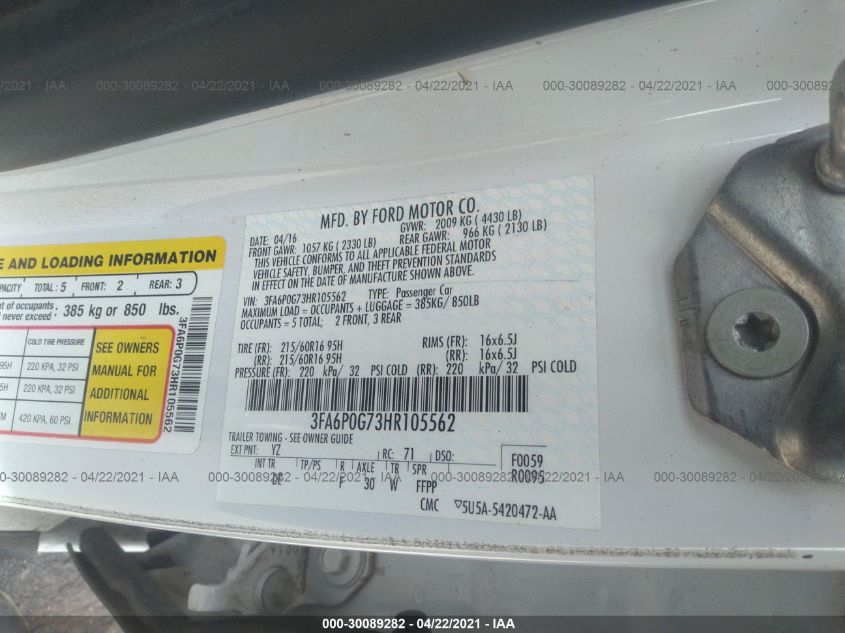 /2021 - IAA
000-30089282 - 04/22/2021 - IAA
000-30089282 - 04/22/2021 - IAA
MFD. BY FORD MOTOR CO.
DATE: 04/16
GVWR: 2009 KG ( 4430 LB)
FRONT GAWR: 1057 KG ( 2330 LB)
REAR GAWR: 966 KG ( 2130 LB)
THIS VEHICLE CONFORMS TO ALL APPLICABLE FEDERAL MOTOR
VEHICLE SAFETY, BUMPER, AND THEFT PREVENTION STANDARDS
IN EFFECT ON THE DATE OF MANUFACTURE SHOWN ABOVE.
VIN: 3FA6P0G73HR105562 TYPE: Passenger Car
MAXIMUM LOAD = OCCUPANTS + LUGGAGE = 385KG/ 850LB
OCCUPANTS = 5 TOTAL; 2 FRONT, 3 REAR
TIRE (FR): 215/60R16 95H RIMS (FR): 16x6.5J
(RR): 215/60R16 95H (RR): 16x6.5J
PRESSURE (FR): 220 kPa/ 32 PSI COLD (RR): 220 kPa/ 32 PSI COLD
3FA6P0G73HR105562
TRAILER TOWING - SEE OWNER GUIDE
EXT PNT: YZ RC: 71 DSO: F0059
INT TR TP/PS R AXLE TR SPR R0095
DE F 30 W FFPP
CMC 5U5A-5420472-AA
E AND LOADING INFORMATION
PACITY TOTAL: 5 FRONT: 2 REAR: 3
nt of occupants:
never exceed: 385 kg or 850 lbs.
COLD TIRE PRESSURE
95H 220 KPA, 32 PSI
5H 220 KPA, 32 PSI
M 420 KPA, 60 PSI
SEE OWNERS
MANUAL FOR
ADDITIONAL
INFORMATION
3FA6P0G73HR105562
/2021 - IAA
000-30089282 - 04/22/2021 - IAA
000-30089282 - 04/22/2021 - IAA
000-30089282 - 04/22/2021 - IAA